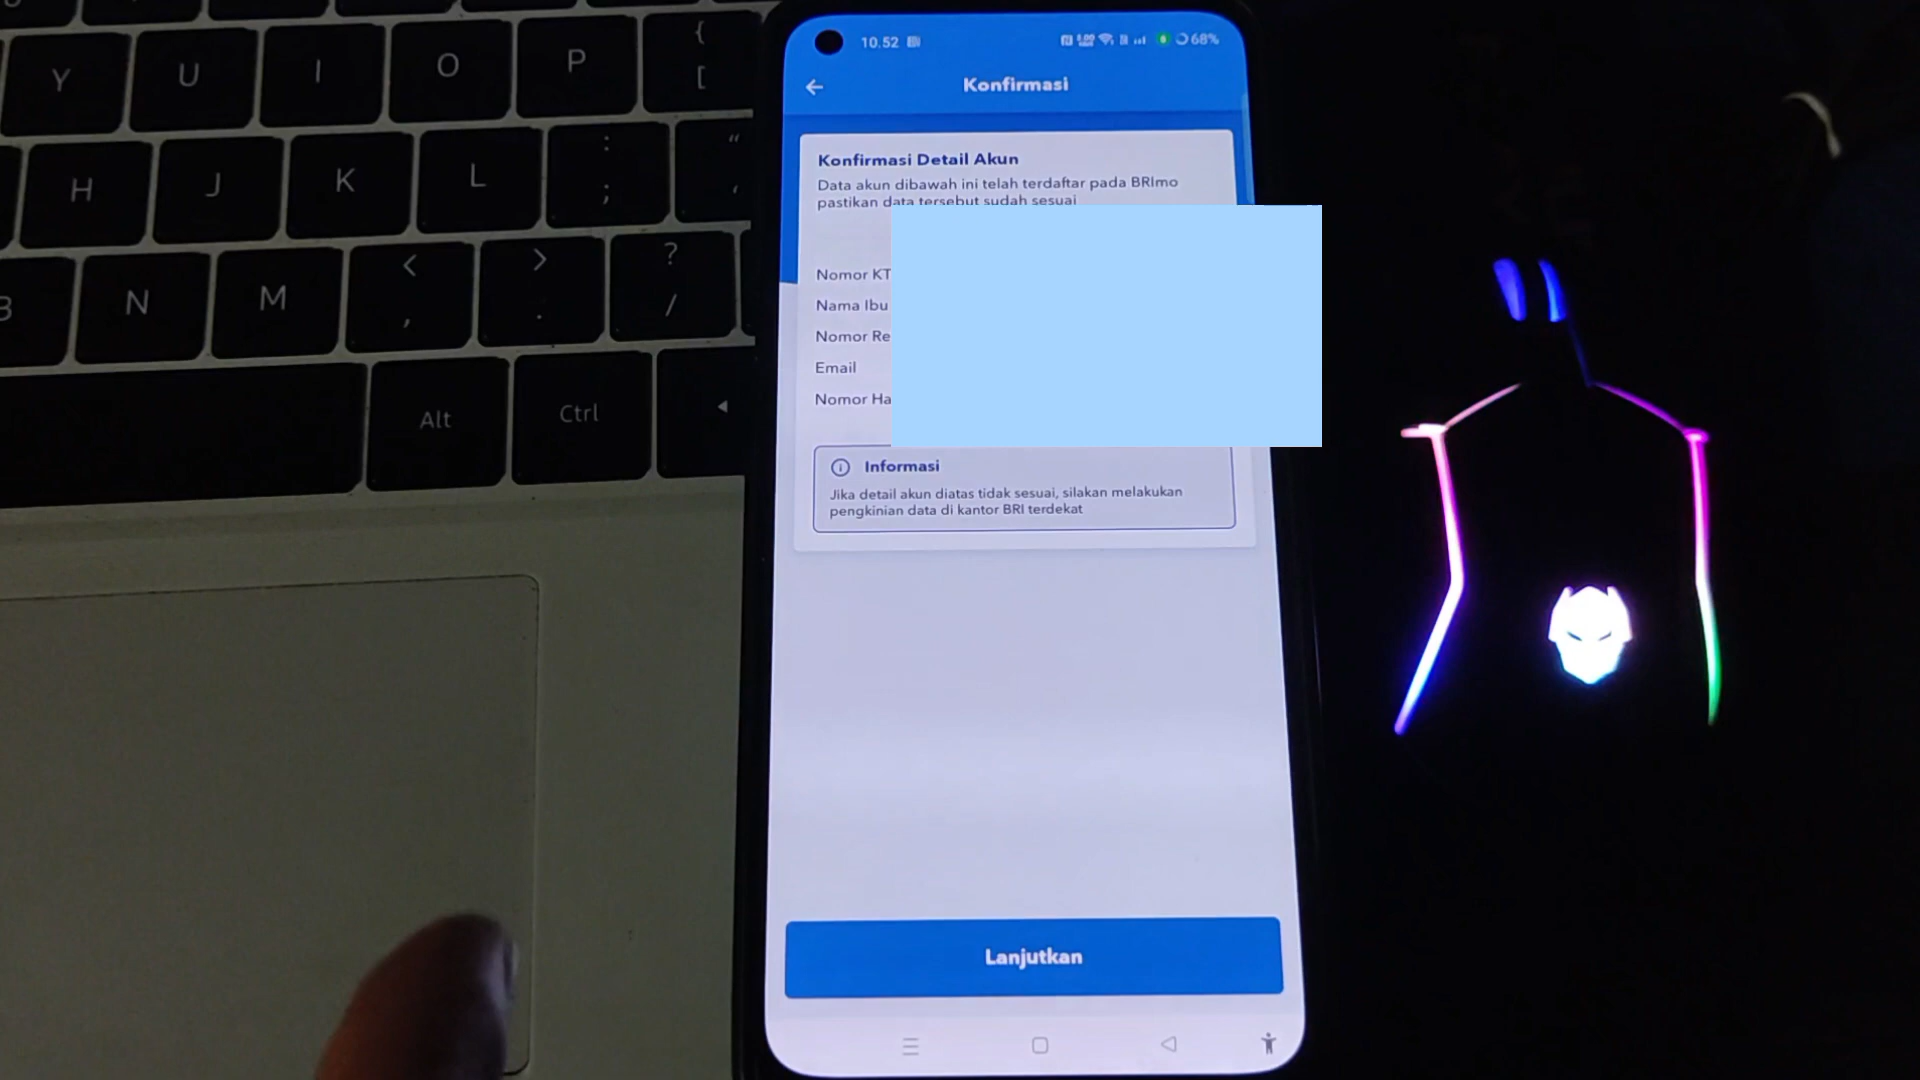 Y U I O P { [
H J K L : ; " '
B N M < , > . ? /
Alt Ctrl
10.52
68%
Konfirmasi
Konfirmasi Detail Akun
Data akun dibawah ini telah terdaftar pada BRImo
pastikan data tersebut sudah sesuai
Nomor KT
Nama Ibu
Nomor Re
Email
Nomor Ha
Informasi
Jika detail akun diatas tidak sesuai, silakan melakukan
pengkinian data di kantor BRI terdekat
Lanjutkan